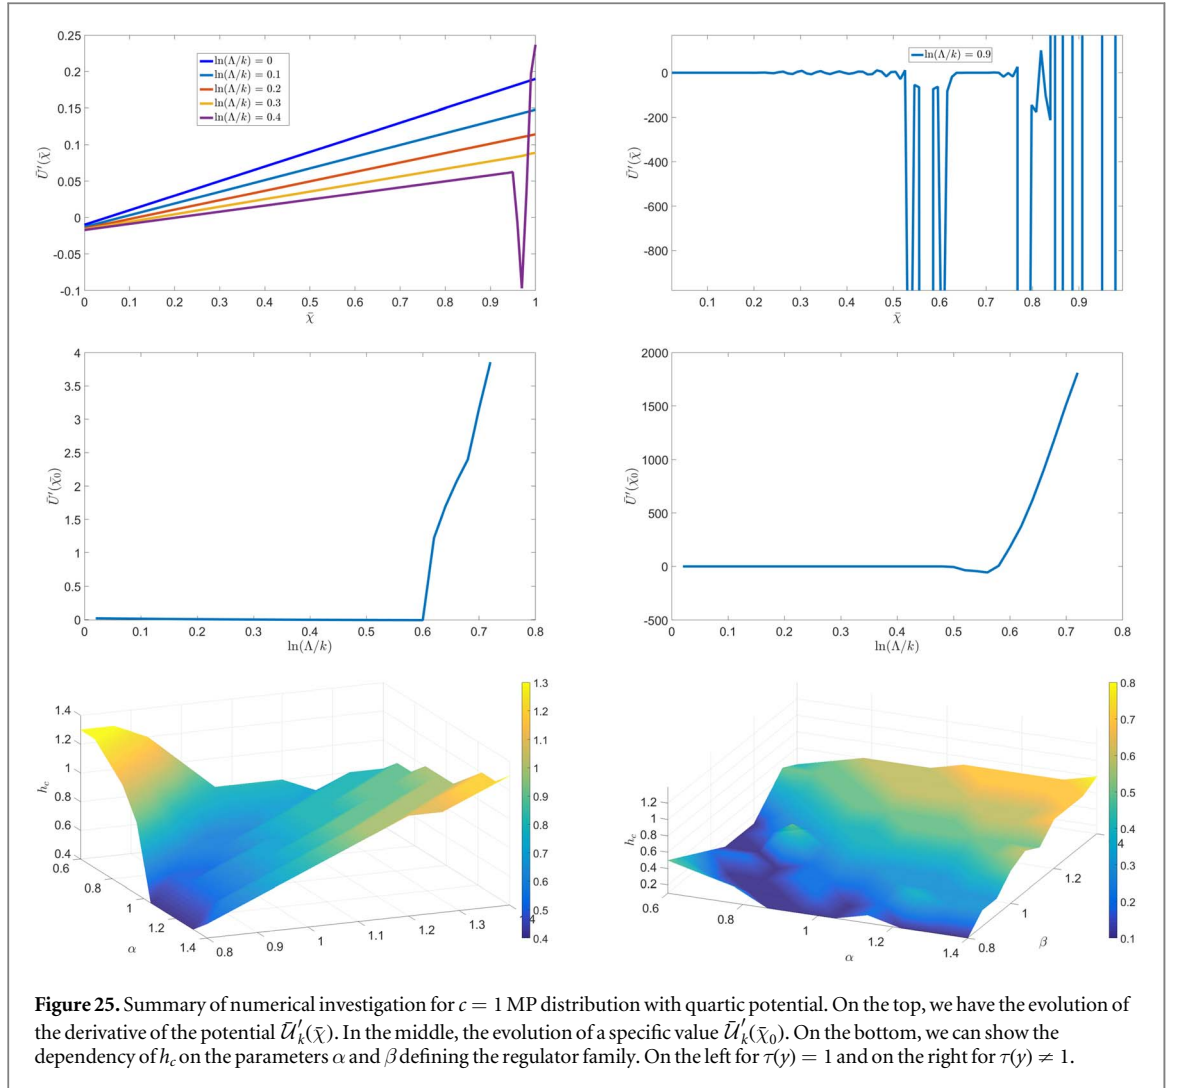 0.25
0.20
0.15
0.1
0.05
0
-0.05
-0.1
Ū′(χ̄)
ln(Λ/k) = 0
ln(Λ/k) = 0.1
ln(Λ/k) = 0.2
ln(Λ/k) = 0.3
ln(Λ/k) = 0.4
0 0.1 0.2 0.3 0.4 0.5 0.6 0.7 0.8 0.9 1
χ̄
0
-200
-400
-600
-800
Ū′(χ̄)
ln(Λ/k) = 0.9
0.1 0.2 0.3 0.4 0.5 0.6 0.7 0.8 0.9
χ̄
4
3.5
3
2.5
2
1.5
1
0.5
0
Ū′(χ̄₀)
0 0.1 0.2 0.3 0.4 0.5 0.6 0.7 0.8
ln(Λ/k)
2000
1500
1000
500
0
-500
Ū′(χ̄₀)
0 0.1 0.2 0.3 0.4 0.5 0.6 0.7 0.8
ln(Λ/k)
1.4
1.2
1
0.8
0.6
0.4
h_c
0.6 0.8 1 1.2 1.4
α
0.8 0.9 1 1.1 1.2 1.3
1.3
1.2
1.1
1
0.9
0.8
0.7
0.6
0.5
0.4
1.2
1
0.8
0.6
0.4
0.2
h_c
0.6 0.8 1 1.2 1.4
α
0.8 1 1.2
β
0.8
0.7
0.6
0.5
0.4
0.3
0.2
0.1
Figure 25. Summary of numerical investigation for c = 1 MP distribution with quartic potential. On the top, we have the evolution of
the derivative of the potential Ū′ₖ(χ̄). In the middle, the evolution of a specific value Ū′ₖ(χ̄₀). On the bottom, we can show the
dependency of h_c on the parameters α and β defining the regulator family. On the left for τ(y) = 1 and on the right for τ(y) ≠ 1.